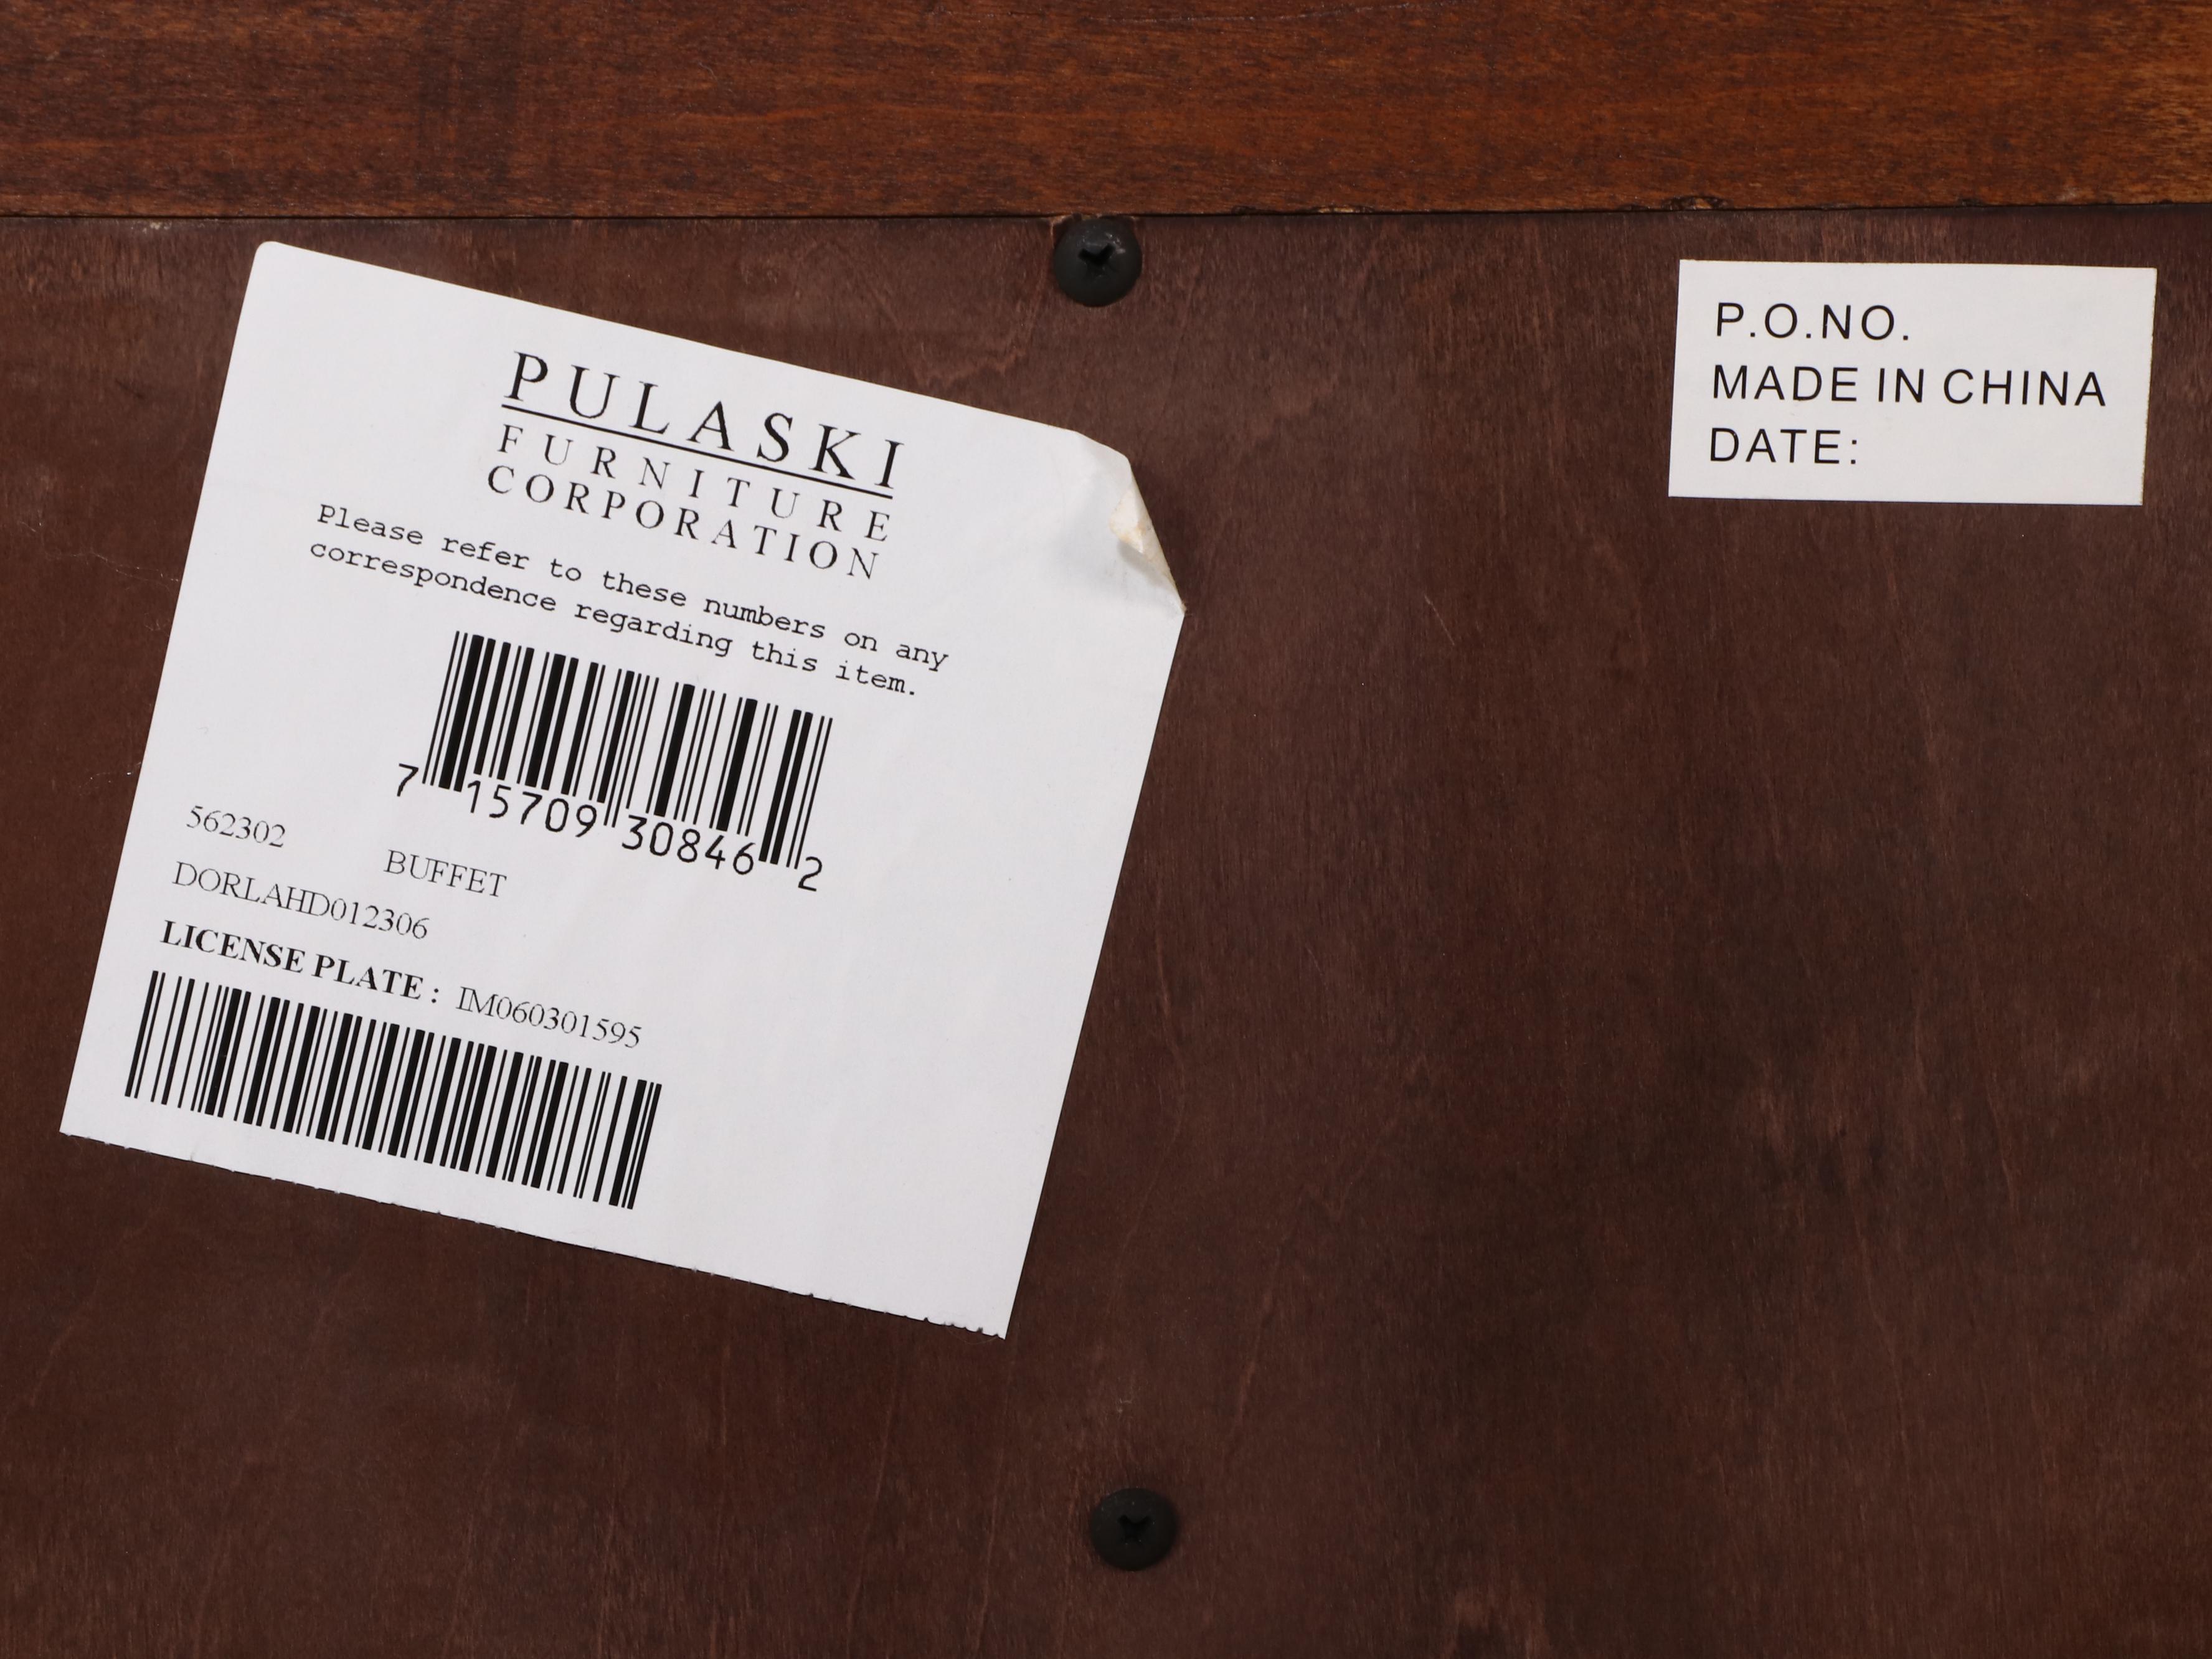 PULASKI
FURNITURE
CORPORATION
Please refer to these numbers on any
correspondence regarding this item.
7 15709 30846 2
562302 BUFFET
DORLAHD012306
LICENSE PLATE : IM060301595
P.O.NO.
MADE IN CHINA
DATE: